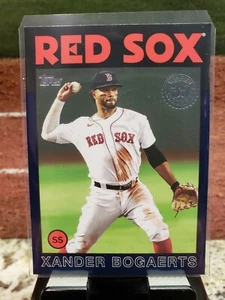 RED SOX
Topps
RED SOX
SS
XANDER BOGAERTS